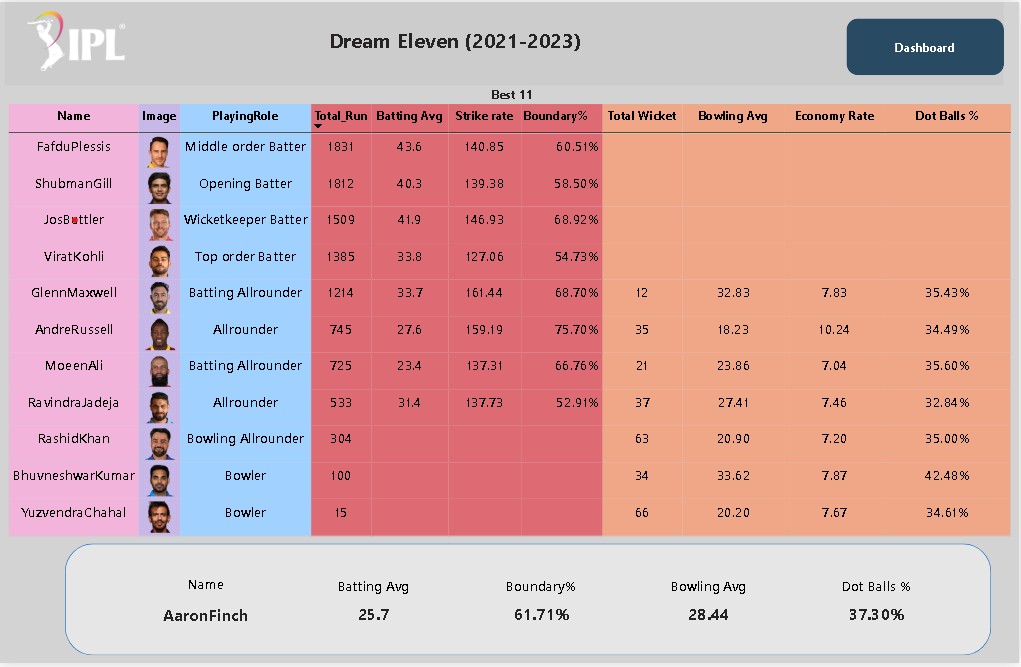 IPL
Dream Eleven (2021-2023)
Dashboard
Best 11
Name Image PlayingRole Total_Run Batting Avg Strike rate Boundary% Total Wicket Bowling Avg Economy Rate Dot Balls %
FafduPlessis Middle order Batter 1831 43.6 140.85 60.51%
ShubmanGill Opening Batter 1812 40.3 139.38 58.50%
JosButtler Wicketkeeper Batter 1509 41.9 146.93 68.92%
ViratKohli Top order Batter 1385 33.8 127.06 54.73%
GlennMaxwell Batting Allrounder 1214 33.7 161.44 68.70% 12 32.83 7.83 35.43%
AndreRussell Allrounder 745 27.6 159.19 75.70% 35 18.23 10.24 34.49%
MoeenAli Batting Allrounder 725 23.4 137.31 66.76% 21 23.86 7.04 35.60%
RavindraJadeja Allrounder 533 31.4 137.73 52.91% 37 27.41 7.46 32.84%
RashidKhan Bowling Allrounder 304 63 20.90 7.20 35.00%
BhuvneshwarKumar Bowler 100 34 33.62 7.87 42.48%
YuzvendraChahal Bowler 15 66 20.20 7.67 34.61%
Name Batting Avg Boundary% Bowling Avg Dot Balls %
AaronFinch 25.7 61.71% 28.44 37.30%